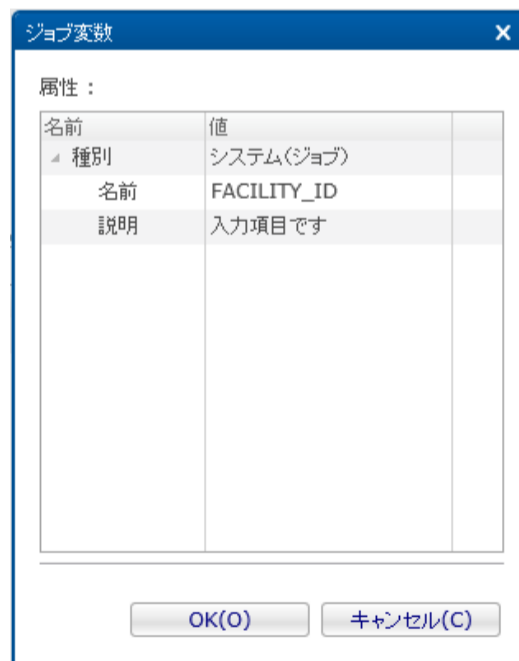 ジョブ変数
属性：
名前 値
種別 システム(ジョブ)
名前 FACILITY_ID
説明 入力項目です
OK(O) キャンセル(C)